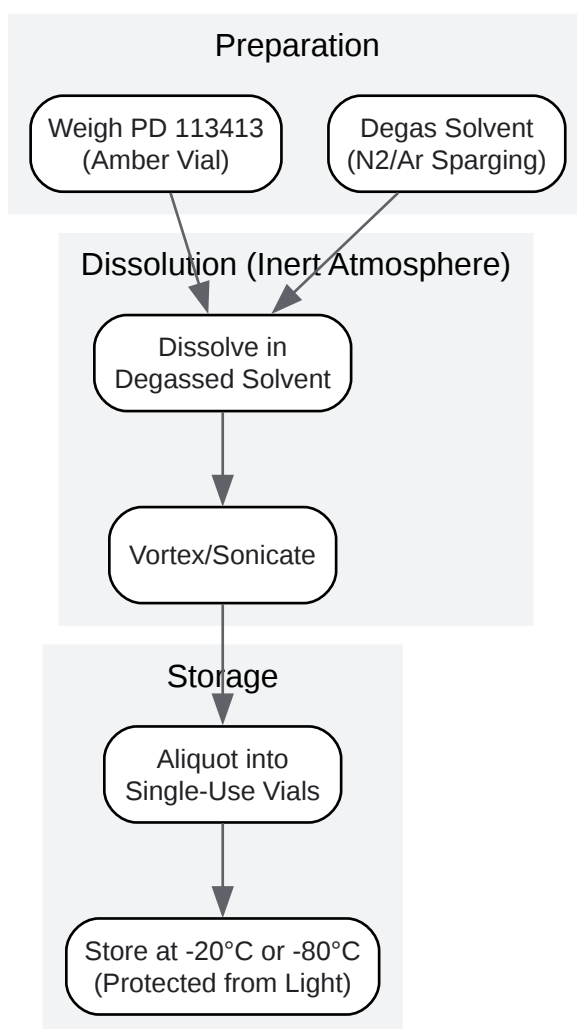 Preparation
Weigh PD 113413
(Amber Vial)
Degas Solvent
(N2/Ar Sparging)
Dissolution (Inert Atmosphere)
Dissolve in
Degassed Solvent
Vortex/Sonicate
Storage
Aliquot into
Single-Use Vials
Store at -20°C or -80°C
(Protected from Light)